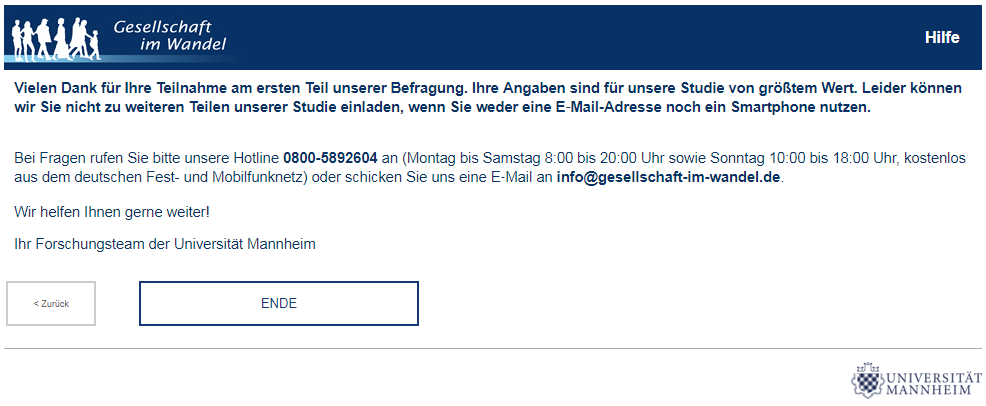 Gesellschaft
im Wandel
Hilfe
Vielen Dank für Ihre Teilnahme am ersten Teil unserer Befragung. Ihre Angaben sind für unsere Studie von größtem Wert. Leider können
wir Sie nicht zu weiteren Teilen unserer Studie einladen, wenn Sie weder eine E-Mail-Adresse noch ein Smartphone nutzen.
Bei Fragen rufen Sie bitte unsere Hotline 0800-5892604 an (Montag bis Samstag 8:00 bis 20:00 Uhr sowie Sonntag 10:00 bis 18:00 Uhr, kostenlos
aus dem deutschen Fest- und Mobilfunknetz) oder schicken Sie uns eine E-Mail an info@gesellschaft-im-wandel.de.
Wir helfen Ihnen gerne weiter!
Ihr Forschungsteam der Universität Mannheim
< Zurück
ENDE
UNIVERSITÄT
MANNHEIM